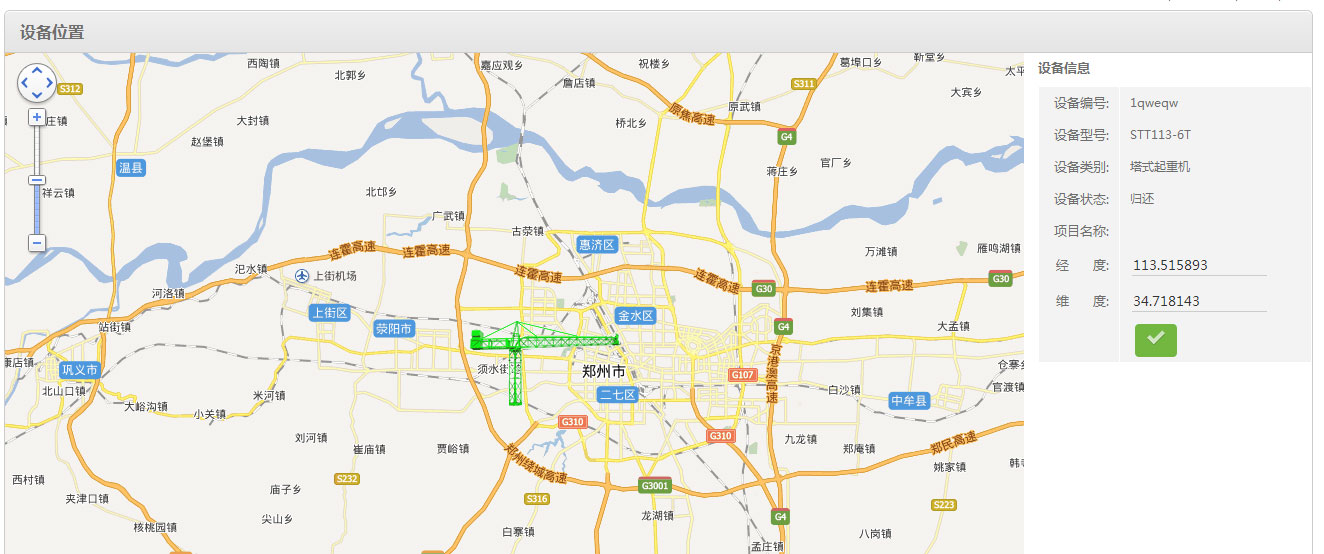 设备位置
西陶镇
嘉应观乡
祝楼乡
葛埠口乡
靳堂乡
设备信息
北郭乡
詹店镇
S311
太平
S312
大宾乡
设备编号: 1qweqw
原武镇
原焦高速
庄镇
大封镇
桥北乡
设备型号: STT113-6T
G4
赵堡镇
官厂乡
温县
蒋庄乡
设备类别: 塔式起重机
祥云镇
北邙乡
设备状态: 归还
广武镇
古荥镇
项目名称:
惠济区
连霍高速
连霍高速
万滩镇
雁鸣湖镇
经 度: 113.515893
汜水镇
上街机场
连霍高速
连霍高速
G30
连霍高速
G30
河洛镇
维 度: 34.718143
上街区
金水区
刘集镇
站街镇
荥阳市
G4
大孟镇
康店镇
巩义市
须水街
郑州市
G107
京港澳高速
仓寨乡
北山口镇
米河镇
二七区
白沙镇
官渡镇
大峪沟镇
小关镇
中牟县
G310
刘河镇
G310
九龙镇
郑民高速
崔庙镇
贾峪镇
郑州绕城高速
郑庵镇
西村镇
S232
G3001
姚家镇
韩寺
庙子乡
夹津口镇
S316
S223
核桃园镇
尖山乡
白寨镇
龙湖镇
G4
八岗镇
孟庄镇